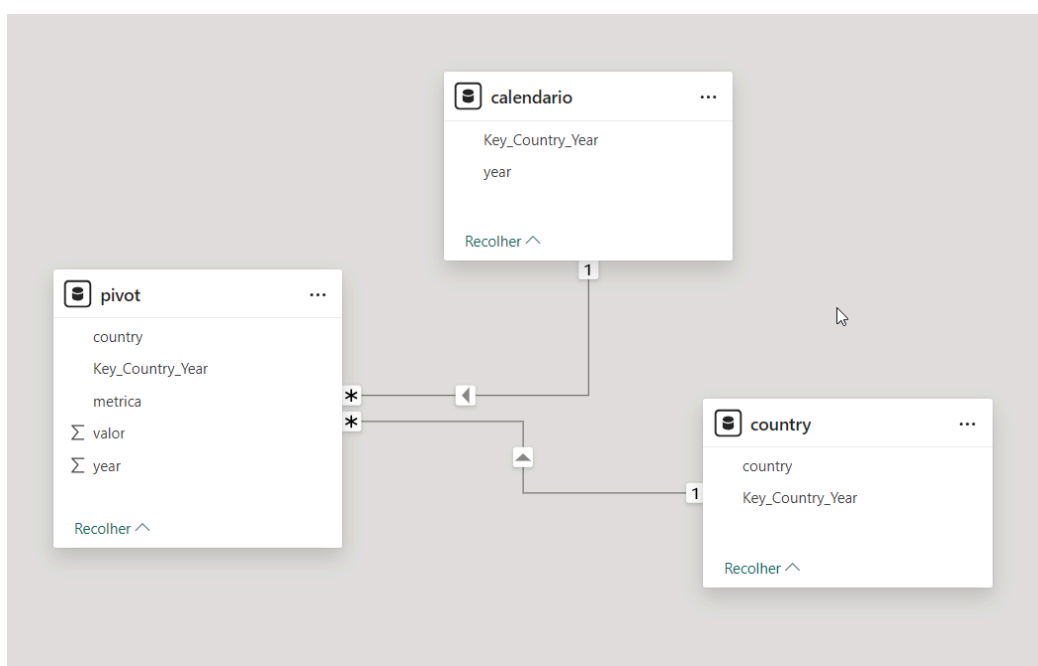 calendario
Key_Country_Year
year
Recolher
1
pivot
country
Key_Country_Year
metrica
Σ valor
Σ year
Recolher
*
*
country
country
Key_Country_Year
Recolher
1